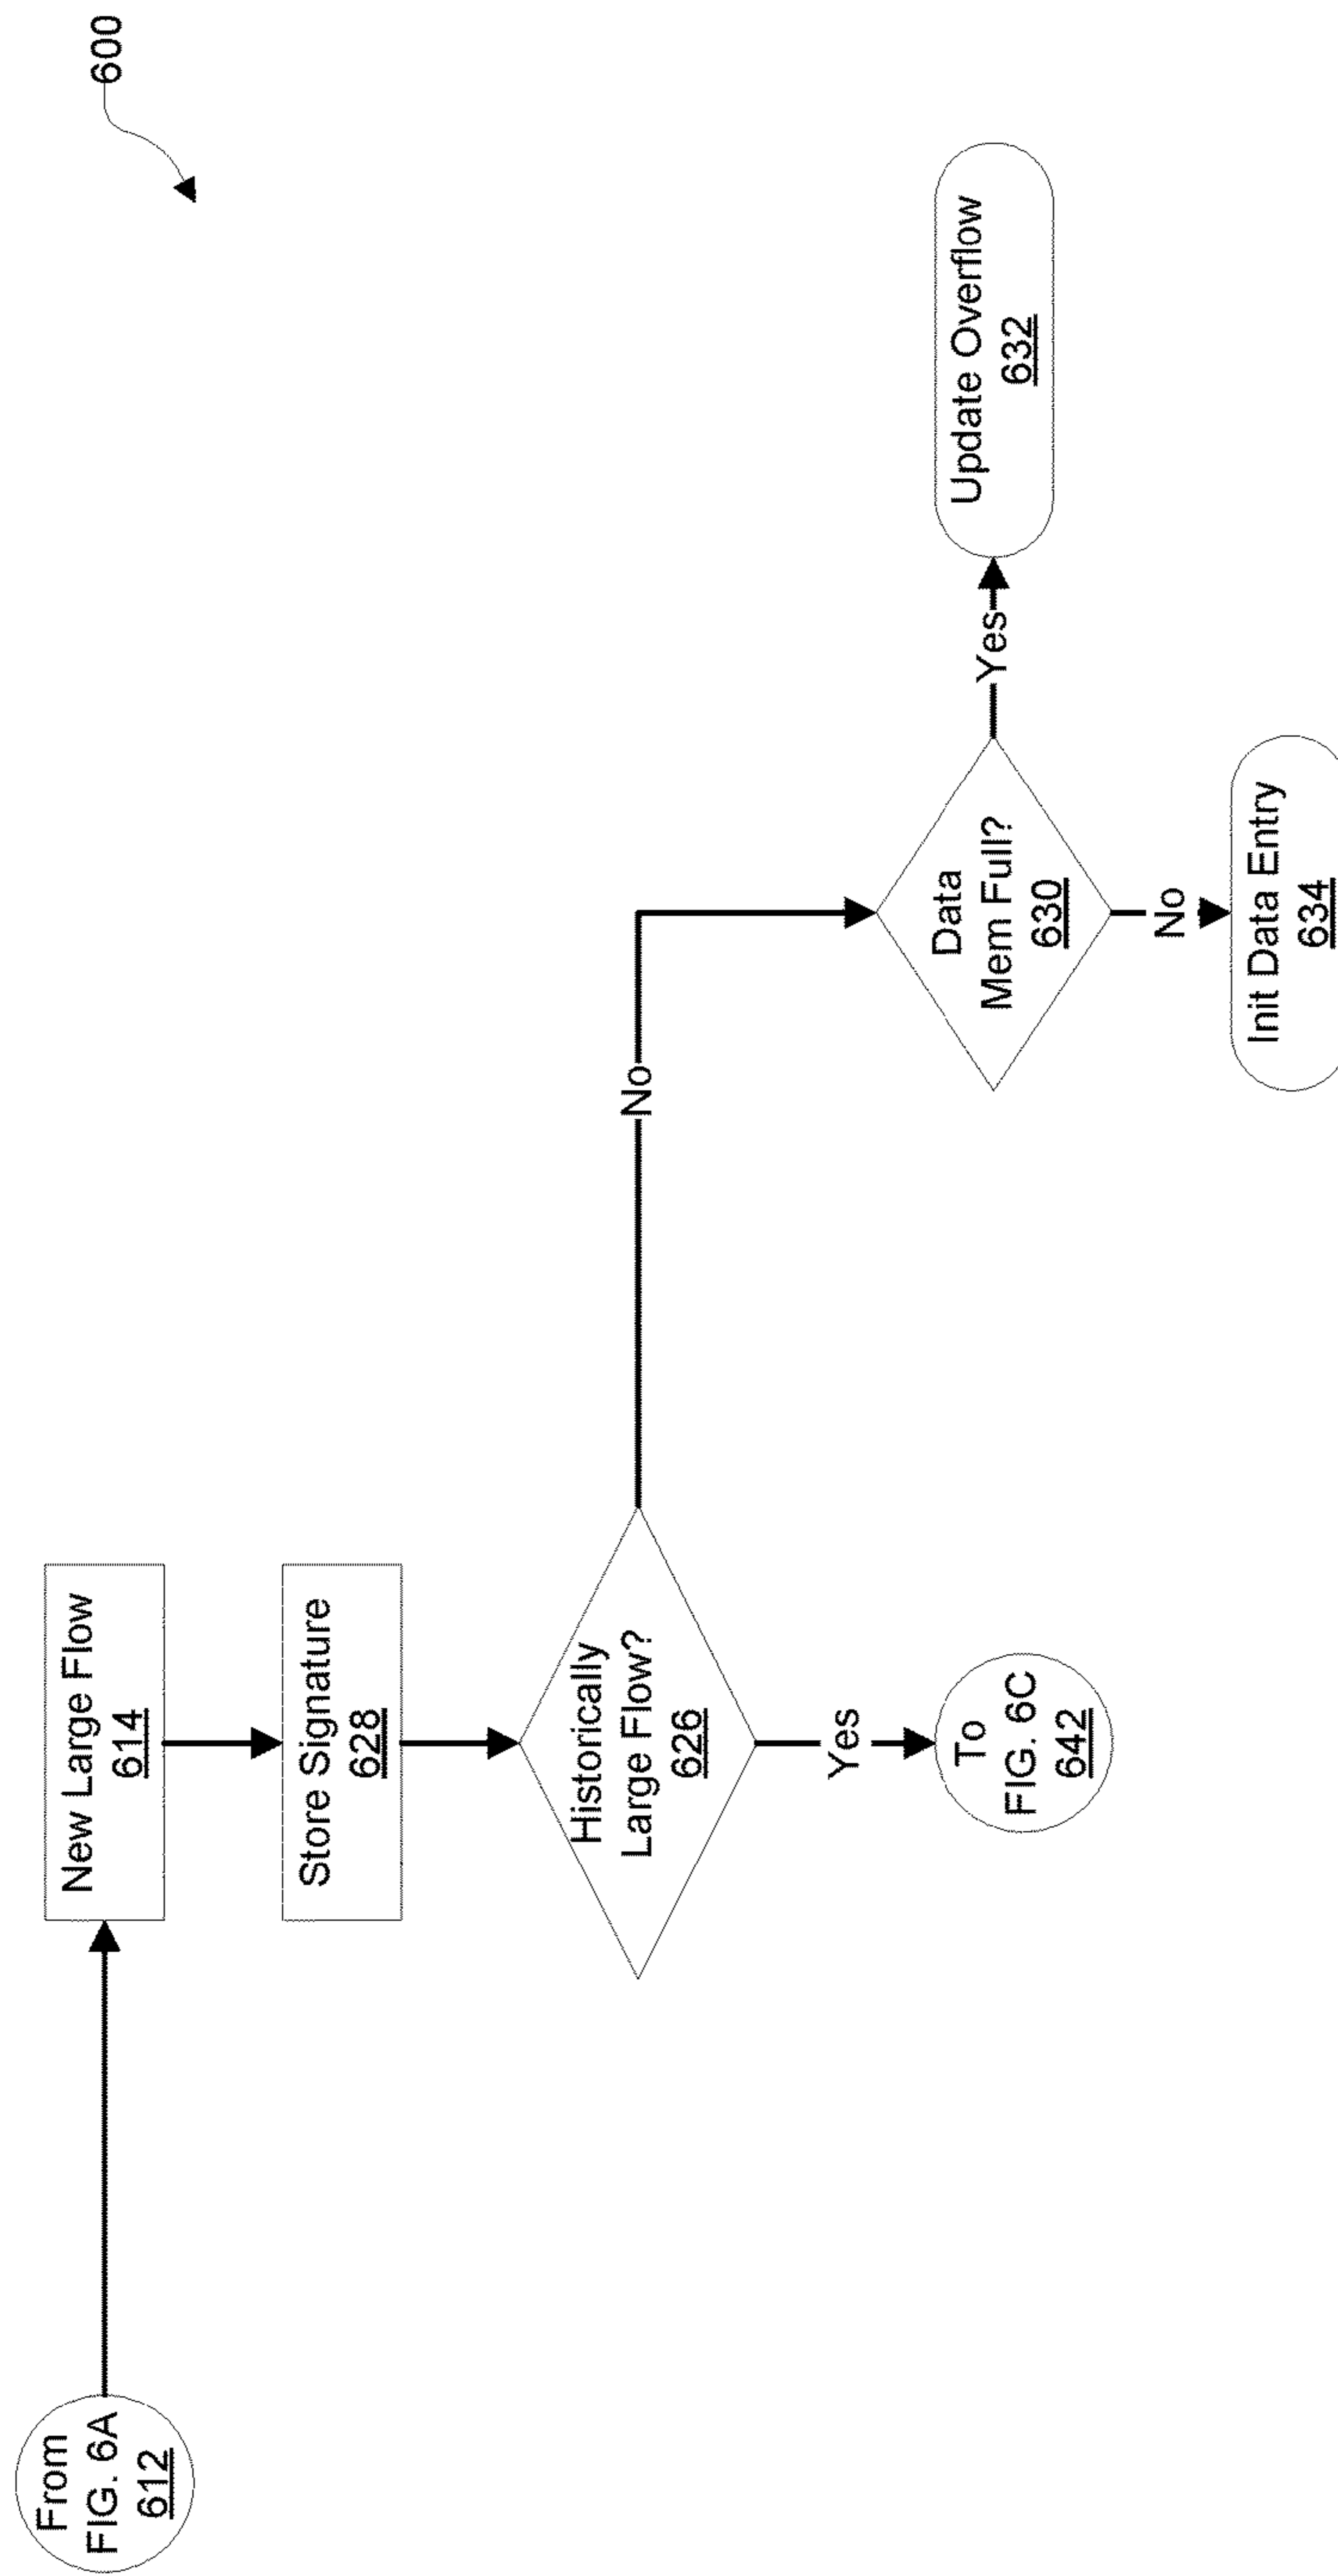 600
From
FIG. 6A
612
New Large Flow
614
Store Signature
628
Historically
Large Flow?
626
No
Yes
To
FIG. 6C
642
Data
Mem Full?
630
Yes
Update Overflow
632
No
Init Data Entry
634